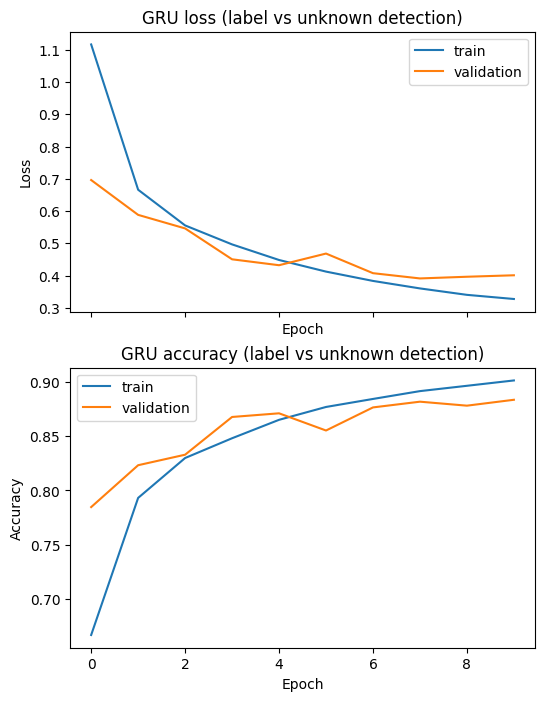 GRU loss (label vs unknown detection)
train
validation
1.1
1.0
0.9
0.8
0.7
0.6
0.5
0.4
0.3
Loss
Epoch
GRU accuracy (label vs unknown detection)
train
validation
0.90
0.85
0.80
0.75
0.70
Accuracy
0 2 4 6 8
Epoch